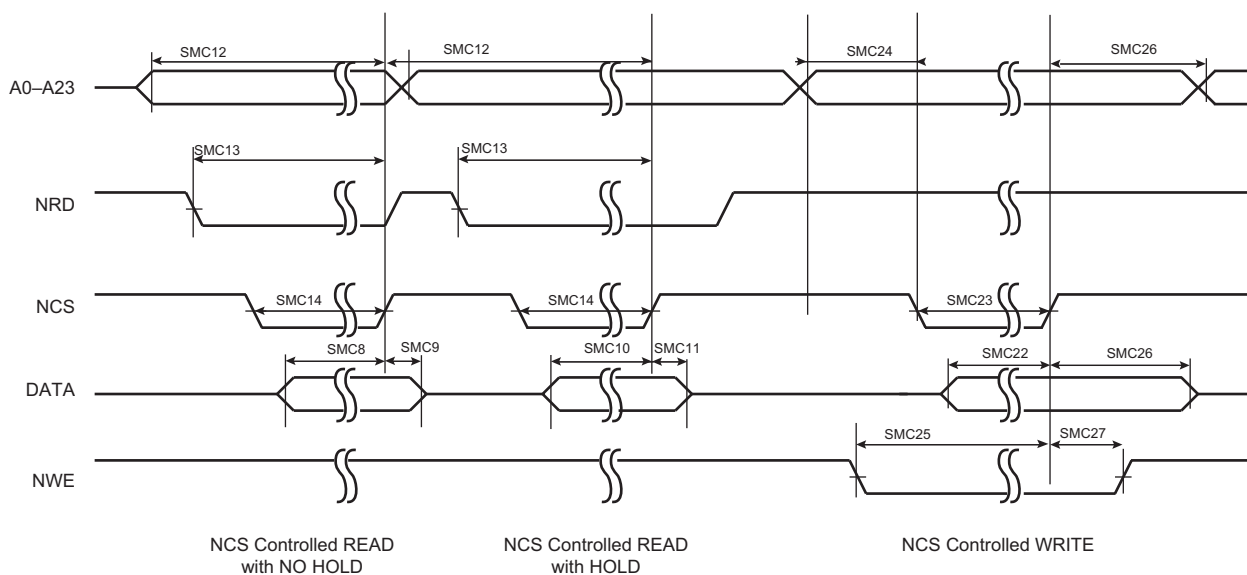 SMC12
SMC12
SMC24
SMC26
A0–A23
SMC13
SMC13
NRD
NCS
SMC14
SMC14
SMC23
SMC8
SMC9
SMC10
SMC11
SMC22
SMC26
DATA
SMC25
SMC27
NWE
NCS Controlled READ
with NO HOLD
NCS Controlled READ
with HOLD
NCS Controlled WRITE